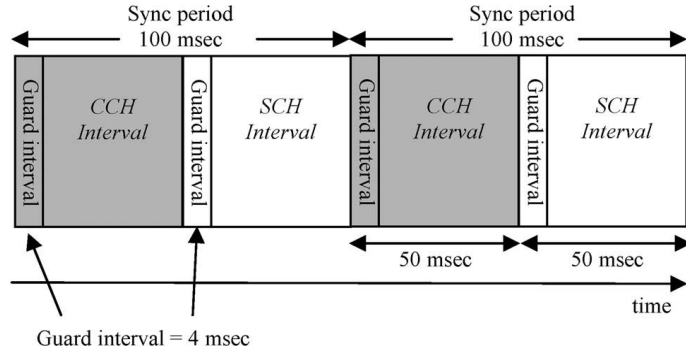 Sync period
100 msec
Sync period
100 msec
Guard interval
CCH
Interval
Guard interval
SCH
Interval
Guard interval
CCH
Interval
Guard interval
SCH
Interval
50 msec
50 msec
time
Guard interval = 4 msec